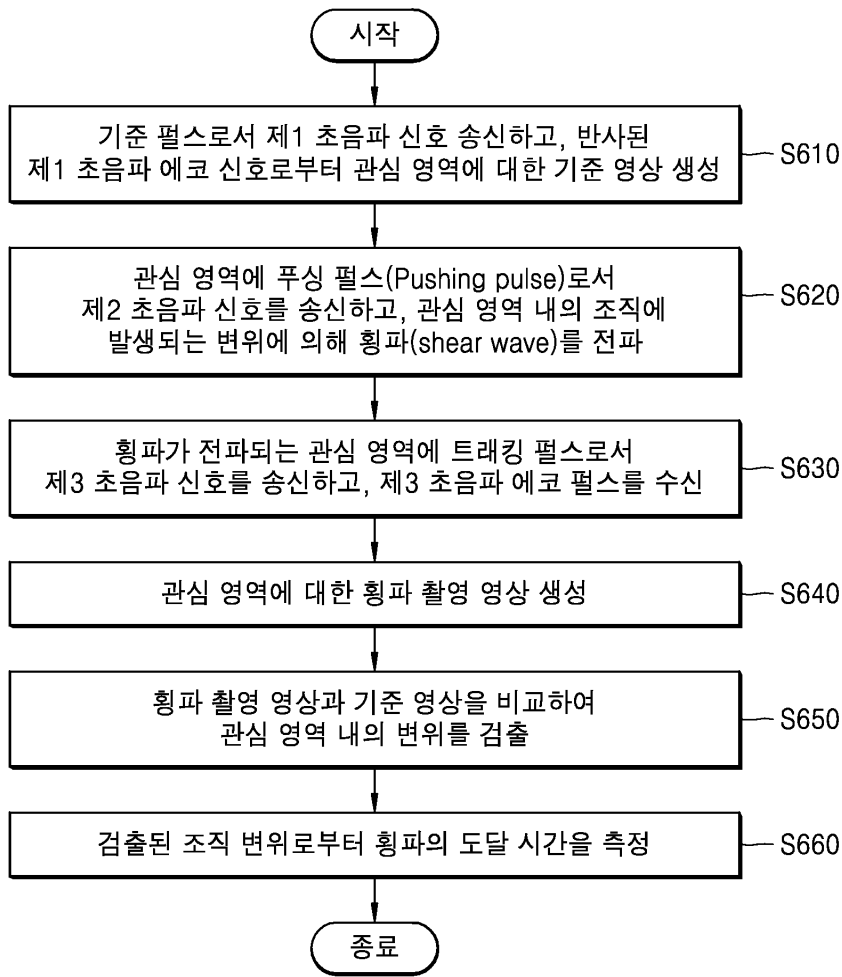 시작
기준 펄스로서 제1 초음파 신호 송신하고, 반사된
제1 초음파 에코 신호로부터 관심 영역에 대한 기준 영상 생성
S610
관심 영역에 푸싱 펄스(Pushing pulse)로서
제2 초음파 신호를 송신하고, 관심 영역 내의 조직에
발생되는 변위에 의해 횡파(shear wave)를 전파
S620
횡파가 전파되는 관심 영역에 트래킹 펄스로서
제3 초음파 신호를 송신하고, 제3 초음파 에코 펄스를 수신
S630
관심 영역에 대한 횡파 촬영 영상 생성
S640
횡파 촬영 영상과 기준 영상을 비교하여
관심 영역 내의 변위를 검출
S650
검출된 조직 변위로부터 횡파의 도달 시간을 측정
S660
종료